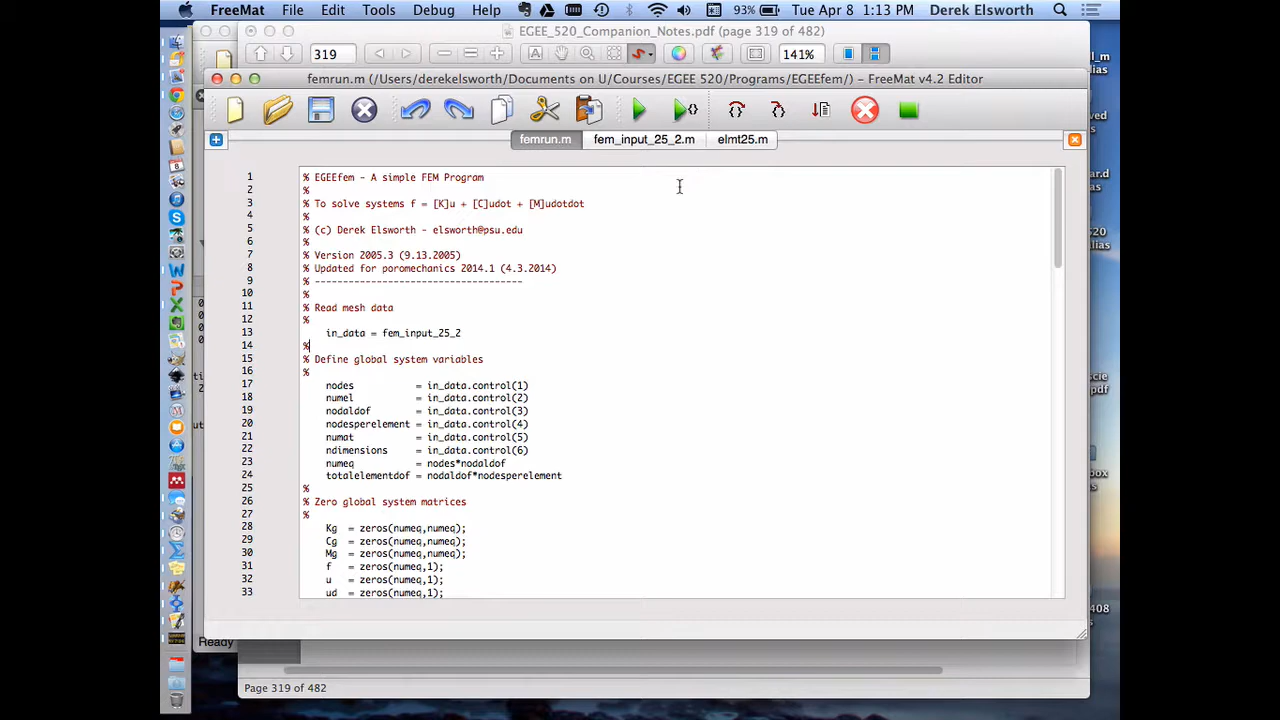 FreeMat File Edit Tools Debug Help 93% Tue Apr 8 1:13 PM Derek Elsworth
EGEE_520_Companion_Notes.pdf (page 319 of 482)
319 141%
femrun.m (/Users/derekelsworth/Documents on U/Courses/EGEE 520/Programs/EGEEfem/) – FreeMat v4.2 Editor
femrun.m fem_input_25_2.m elmt25.m
1 % EGEEfem - A simple FEM Program
2 %
3 % To solve systems f = [K]u + [C]udot + [M]udotdot
4 %
5 % (c) Derek Elsworth - elsworth@psu.edu
6 %
7 % Version 2005.3 (9.13.2005)
8 % Updated for poromechanics 2014.1 (4.3.2014)
9 % -------------------------------------
10 %
11 % Read mesh data
12 %
13 in_data = fem_input_25_2
14 %
15 % Define global system variables
16 %
17 nodes = in_data.control(1)
18 numel = in_data.control(2)
19 nodaldof = in_data.control(3)
20 nodesperelement = in_data.control(4)
21 numat = in_data.control(5)
22 ndimensions = in_data.control(6)
23 numeq = nodes*nodaldof
24 totalelementdof = nodaldof*nodesperelement
25 %
26 % Zero global system matrices
27 %
28 Kg = zeros(numeq,numeq);
29 Cg = zeros(numeq,numeq);
30 Mg = zeros(numeq,numeq);
31 f = zeros(numeq,1);
32 u = zeros(numeq,1);
33 ud = zeros(numeq,1);
Ready
Page 319 of 482